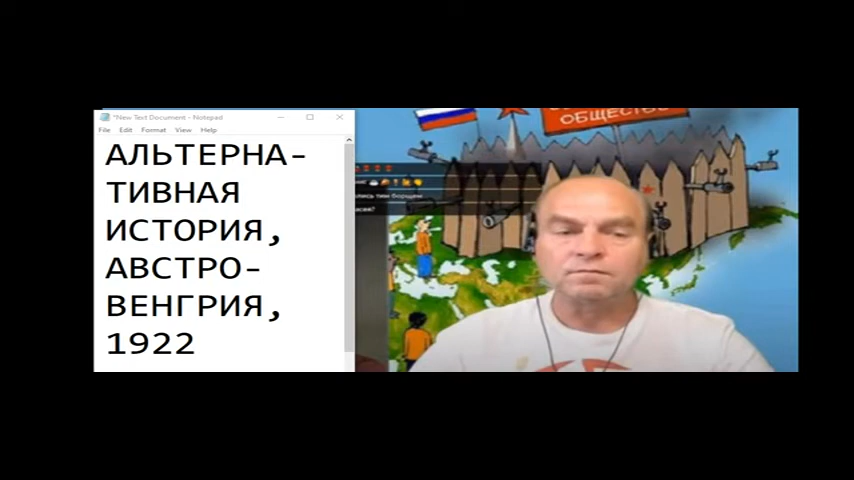 *New Text Document - Notepad
File Edit Format View Help
АЛЬТЕРНА-
ТИВНАЯ
ИСТОРИЯ,
АВСТРО-
ВЕНГРИЯ,
1922
ОБЩЕСТВО